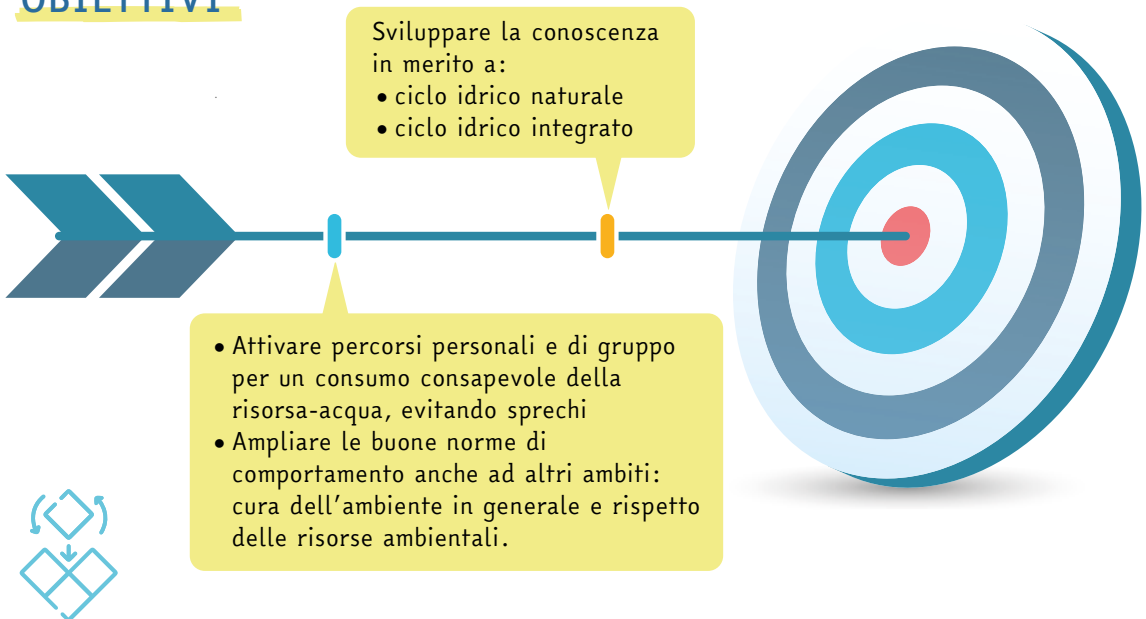 OBIETTIVI
Sviluppare la conoscenza
in merito a:
• ciclo idrico naturale
• ciclo idrico integrato
• Attivare percorsi personali e di gruppo
per un consumo consapevole della
risorsa-acqua, evitando sprechi
• Ampliare le buone norme di
comportamento anche ad altri ambiti:
cura dell’ambiente in generale e rispetto
delle risorse ambientali.